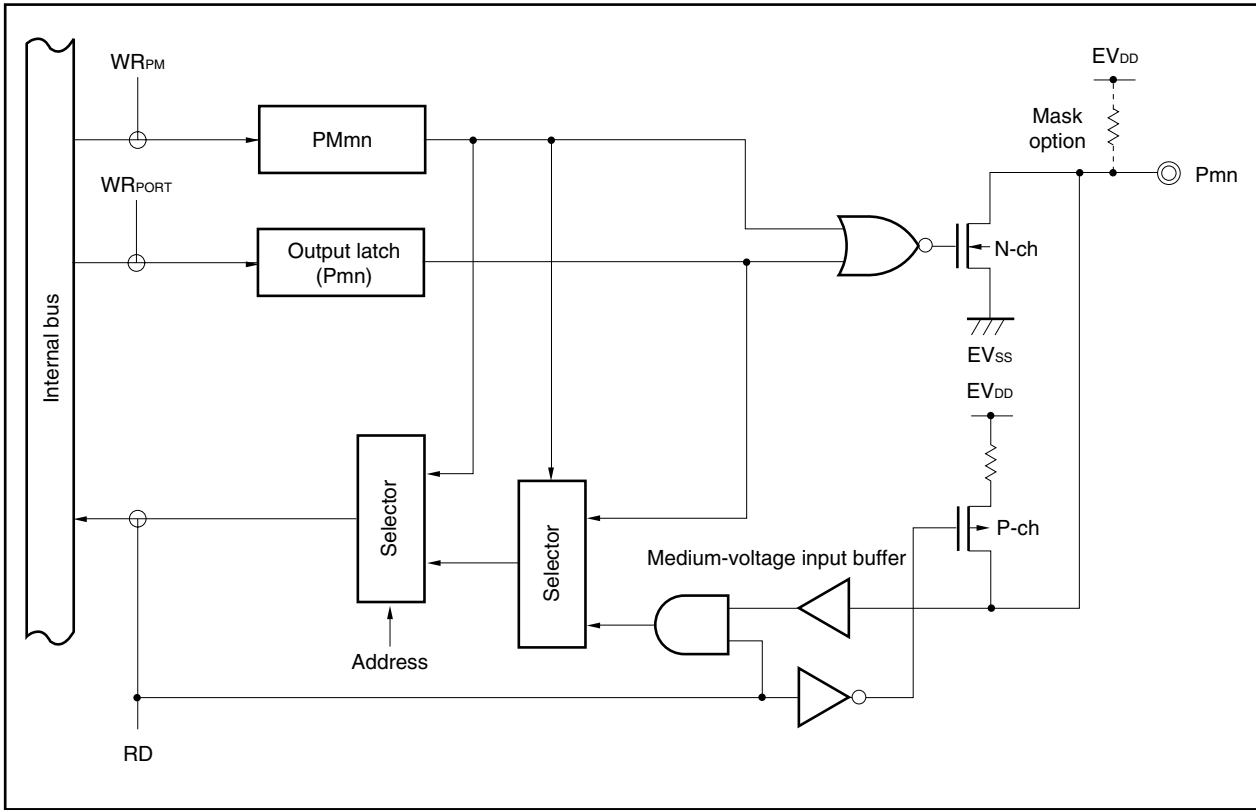 WRPM
EVDD
Mask
option
PMmn
Pmn
WRPORT
Output latch
(Pmn)
N-ch
EVSS
EVDD
Internal bus
Selector
Selector
P-ch
Medium-voltage input buffer
Address
RD